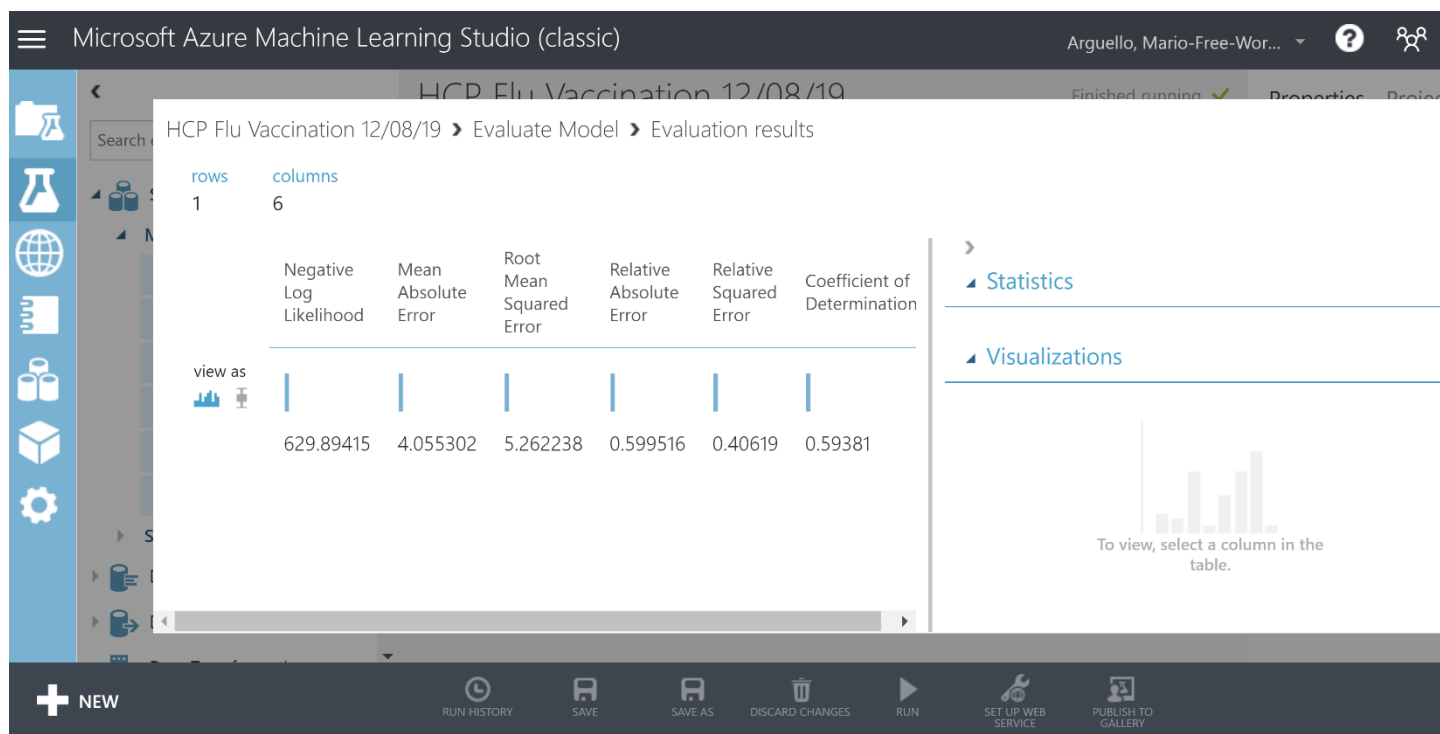 Microsoft Azure Machine Learning Studio (classic)
Arguello, Mario-Free-Wor...
?
HCP Flu Vaccination 12/08/19
Finished running
Properties
Projec
Search
HCP Flu Vaccination 12/08/19 > Evaluate Model > Evaluation results
rows
1
columns
6
Negative
Log
Likelihood
Mean
Absolute
Error
Root
Mean
Squared
Error
Relative
Absolute
Error
Relative
Squared
Error
Coefficient of
Determination
view as
629.89415
4.055302
5.262238
0.599516
0.40619
0.59381
Statistics
Visualizations
To view, select a column in the
table.
NEW
RUN HISTORY
SAVE
SAVE AS
DISCARD CHANGES
RUN
SET UP WEB
SERVICE
PUBLISH TO
GALLERY